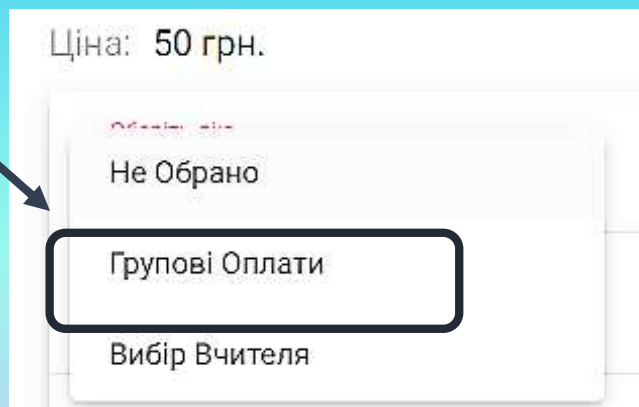 Ціна: 50 грн.
Не Обрано
Групові Оплати
Вибір Вчителя